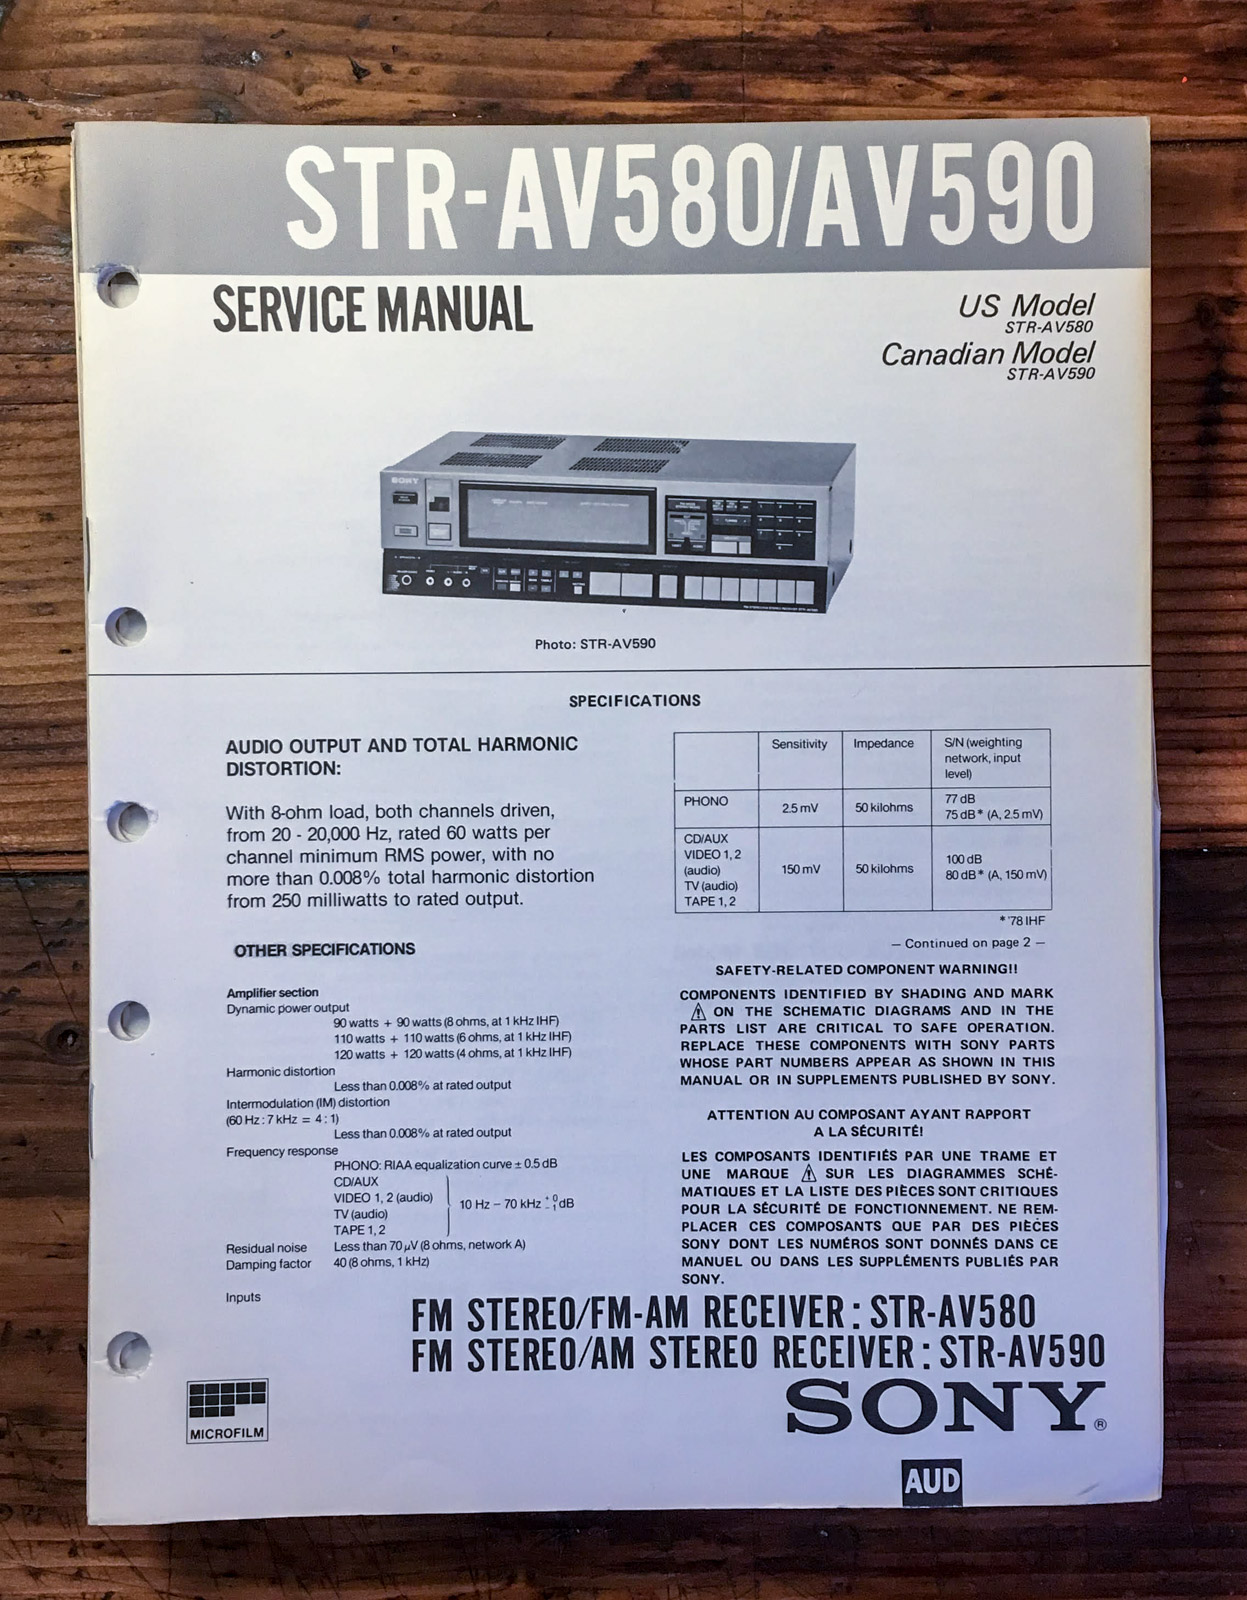 STR-AV580/AV590
SERVICE MANUAL
US Model
STR-AV580
Canadian Model
STR-AV590
SONY
Photo: STR-AV590
SPECIFICATIONS
AUDIO OUTPUT AND TOTAL HARMONIC
DISTORTION:
With 8-ohm load, both channels driven,
from 20 - 20,000 Hz, rated 60 watts per
channel minimum RMS power, with no
more than 0.008% total harmonic distortion
from 250 milliwatts to rated output.
OTHER SPECIFICATIONS
Amplifier section
Dynamic power output
90 watts + 90 watts (8 ohms, at 1 kHz IHF)
110 watts + 110 watts (6 ohms, at 1 kHz IHF)
120 watts + 120 watts (4 ohms, at 1 kHz IHF)
Harmonic distortion
Less than 0.008% at rated output
Intermodulation (IM) distortion
(60 Hz : 7 kHz = 4 : 1)
Less than 0.008% at rated output
Frequency response
PHONO: RIAA equalization curve ± 0.5 dB
CD/AUX
VIDEO 1, 2 (audio)
TV (audio)
TAPE 1, 2
10 Hz – 70 kHz +0 −1 dB
Residual noise Less than 70 µV (8 ohms, network A)
Damping factor 40 (8 ohms, 1 kHz)
Inputs
Sensitivity Impedance S/N (weighting
network, input
level)
PHONO 2.5 mV 50 kilohms 77 dB
75 dB* (A, 2.5 mV)
CD/AUX
VIDEO 1, 2
(audio)
TV (audio)
TAPE 1, 2
150 mV 50 kilohms 100 dB
80 dB* (A, 150 mV)
* '78 IHF
— Continued on page 2 —
SAFETY-RELATED COMPONENT WARNING!!
COMPONENTS IDENTIFIED BY SHADING AND MARK
⚠ ON THE SCHEMATIC DIAGRAMS AND IN THE
PARTS LIST ARE CRITICAL TO SAFE OPERATION.
REPLACE THESE COMPONENTS WITH SONY PARTS
WHOSE PART NUMBERS APPEAR AS SHOWN IN THIS
MANUAL OR IN SUPPLEMENTS PUBLISHED BY SONY.
ATTENTION AU COMPOSANT AYANT RAPPORT
A LA SÉCURITÉ!
LES COMPOSANTS IDENTIFIÉS PAR UNE TRAME ET
UNE MARQUE ⚠ SUR LES DIAGRAMMES SCHÉ-
MATIQUES ET LA LISTE DES PIÈCES SONT CRITIQUES
POUR LA SÉCURITÉ DE FONCTIONNEMENT. NE REM-
PLACER CES COMPOSANTS QUE PAR DES PIÈCES
SONY DONT LES NUMÉROS SONT DONNÉS DANS CE
MANUEL OU DANS LES SUPPLÉMENTS PUBLIÉS PAR
SONY.
FM STEREO/FM-AM RECEIVER: STR-AV580
FM STEREO/AM STEREO RECEIVER: STR-AV590
MICROFILM
SONY®
AUD